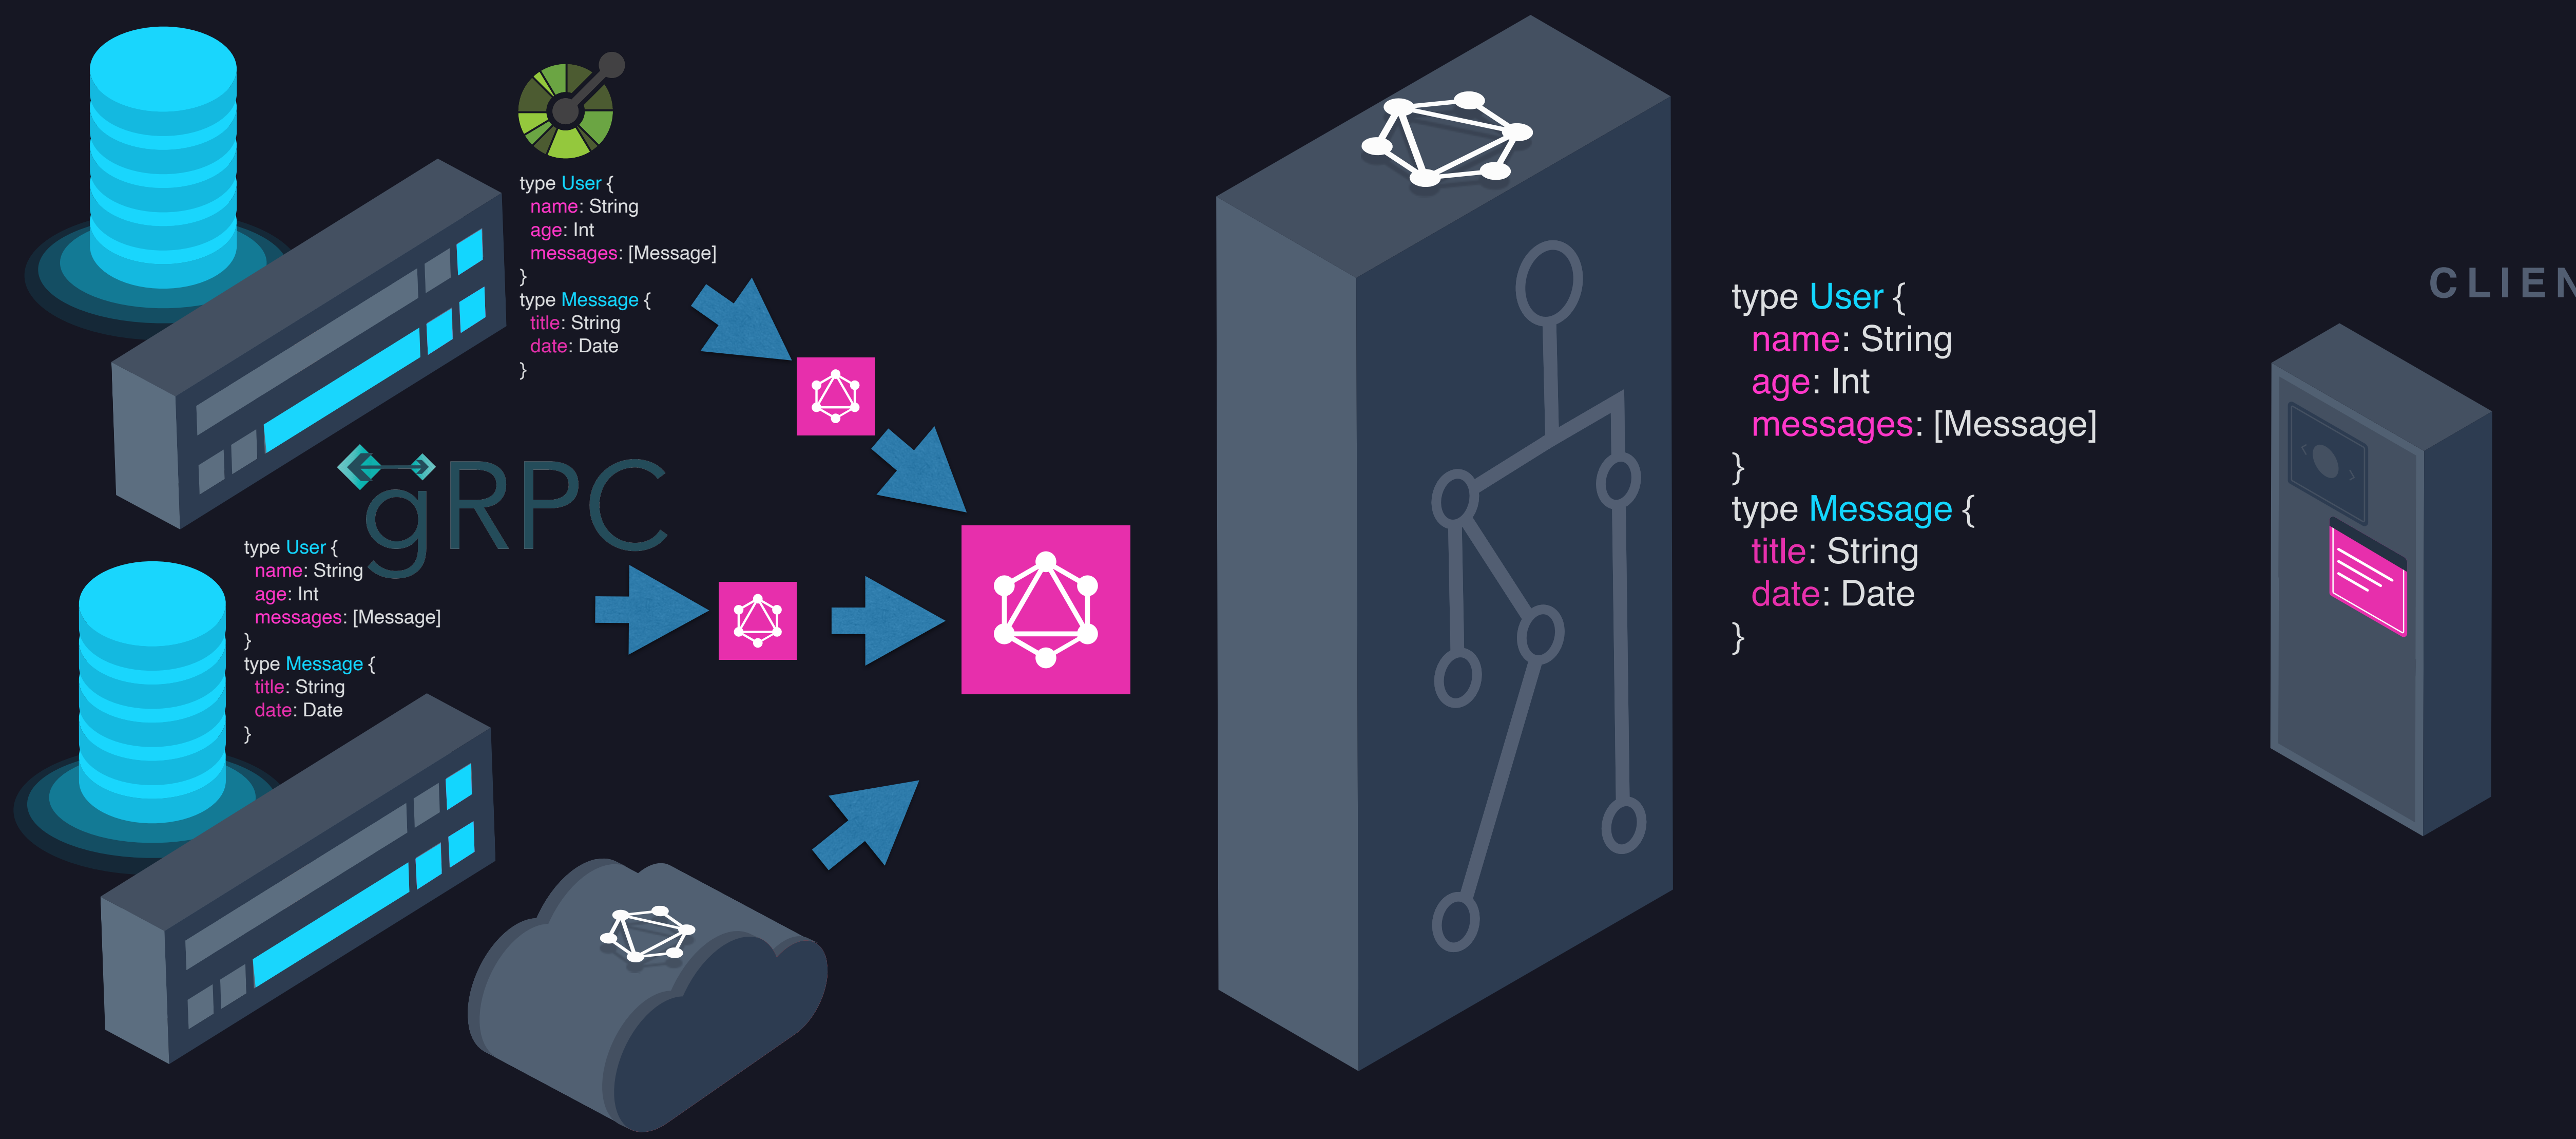 type User {
name: String
age: Int
messages: [Message]
}
type Message {
title: String
date: Date
}
gRPC
type User {
name: String
age: Int
messages: [Message]
}
type Message {
title: String
date: Date
}
type User {
name: String
age: Int
messages: [Message]
}
type Message {
title: String
date: Date
}
CLIEN